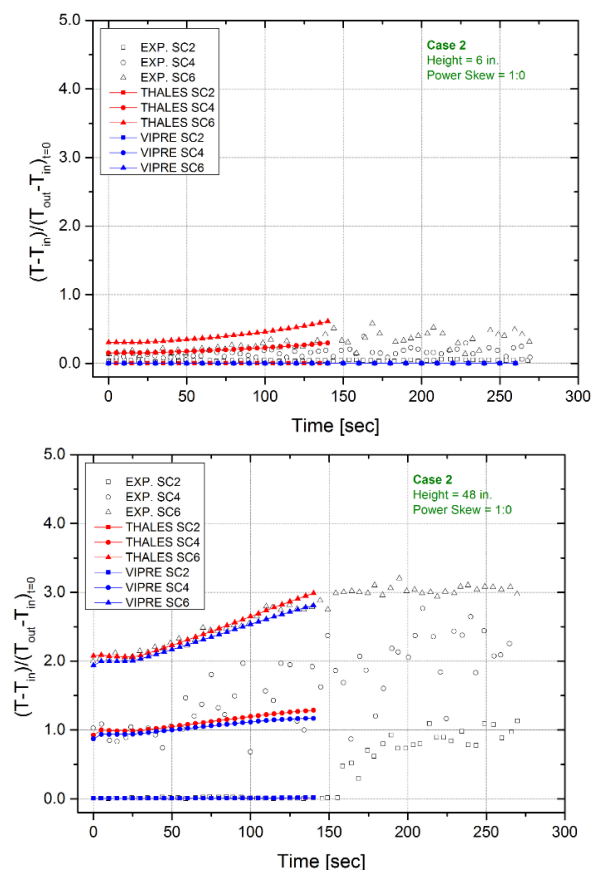 5.0
4.0
3.0
2.0
1.0
0.0
(T-Tin)/(Tout-Tin)t=0
EXP. SC2
EXP. SC4
EXP. SC6
THALES SC2
THALES SC4
THALES SC6
VIPRE SC2
VIPRE SC4
VIPRE SC6
Case 2
Height = 6 in.
Power Skew = 1:0
0 50 100 150 200 250 300
Time [sec]
5.0
4.0
3.0
2.0
1.0
0.0
(T-Tin)/(Tout-Tin)t=0
EXP. SC2
EXP. SC4
EXP. SC6
THALES SC2
THALES SC4
THALES SC6
VIPRE SC2
VIPRE SC4
VIPRE SC6
Case 2
Height = 48 in.
Power Skew = 1:0
0 50 100 150 200 250 300
Time [sec]